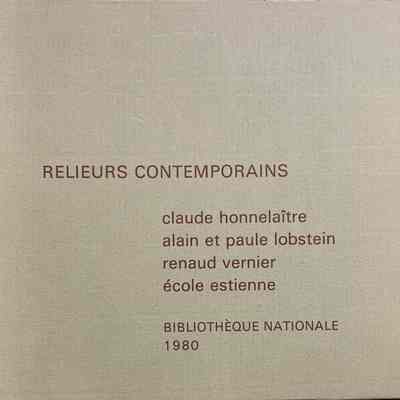 RELIEURS CONTEMPORAINS
claude honnelaître
alain et paule lobstein
renaud vernier
école estienne
BIBLIOTHÈQUE NATIONALE
1980